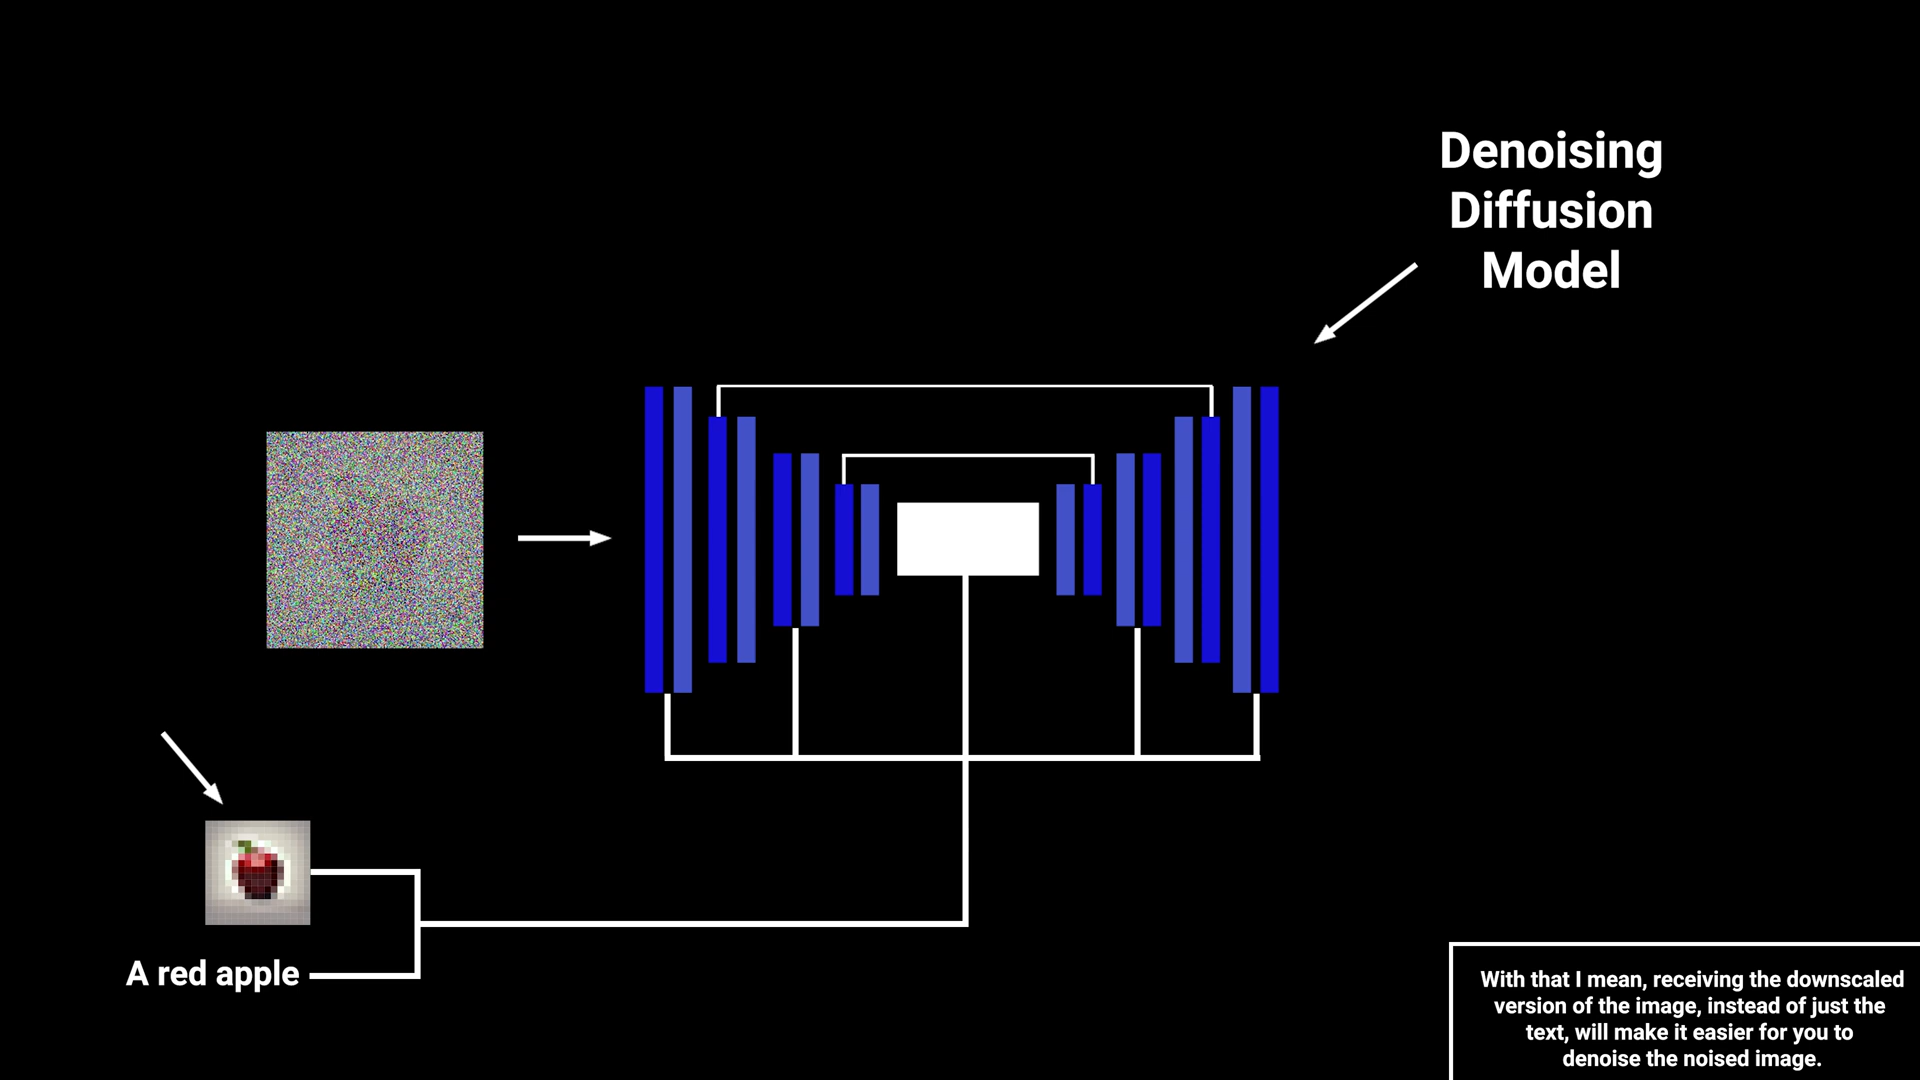 Denoising
Diffusion
Model
A red apple
With that I mean, receiving the downscaled
version of the image, instead of just the
text, will make it easier for you to
denoise the noised image.